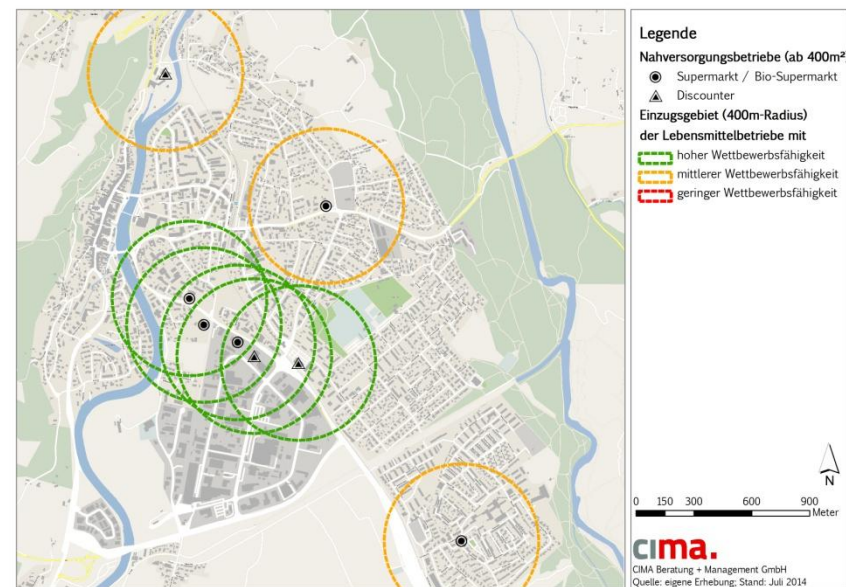 Legende
Nahversorgungsbetriebe (ab 400m²)
Supermarkt / Bio-Supermarkt
Discounter
Einzugsgebiet (400m-Radius)
der Lebensmittelbetriebe mit
hoher Wettbewerbsfähigkeit
mittlerer Wettbewerbsfähigkeit
geringer Wettbewerbsfähigkeit
N
0 150 300 600 900
Meter
cıma.
CIMA Beratung + Management GmbH
Quelle: eigene Erhebung; Stand: Juli 2014